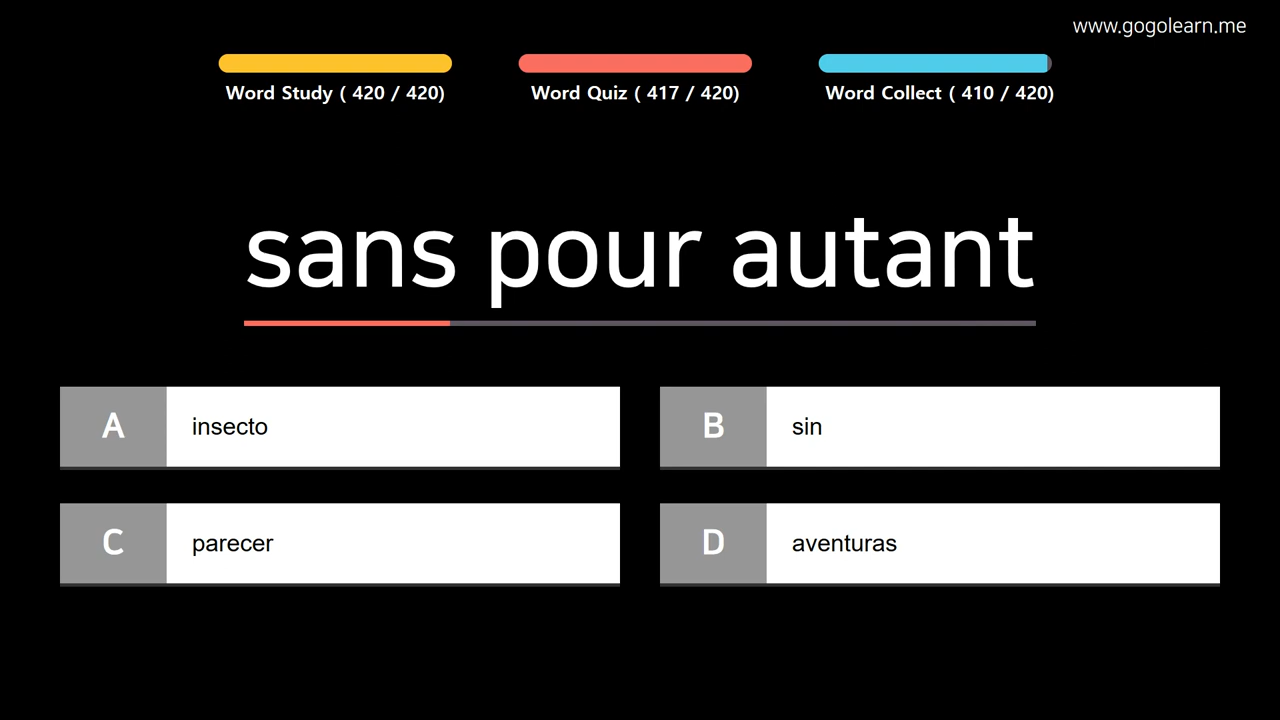 www.gogolearn.me
Word Study ( 420 / 420)
Word Quiz ( 417 / 420)
Word Collect ( 410 / 420)
sans pour autant
A insecto
B sin
C parecer
D aventuras